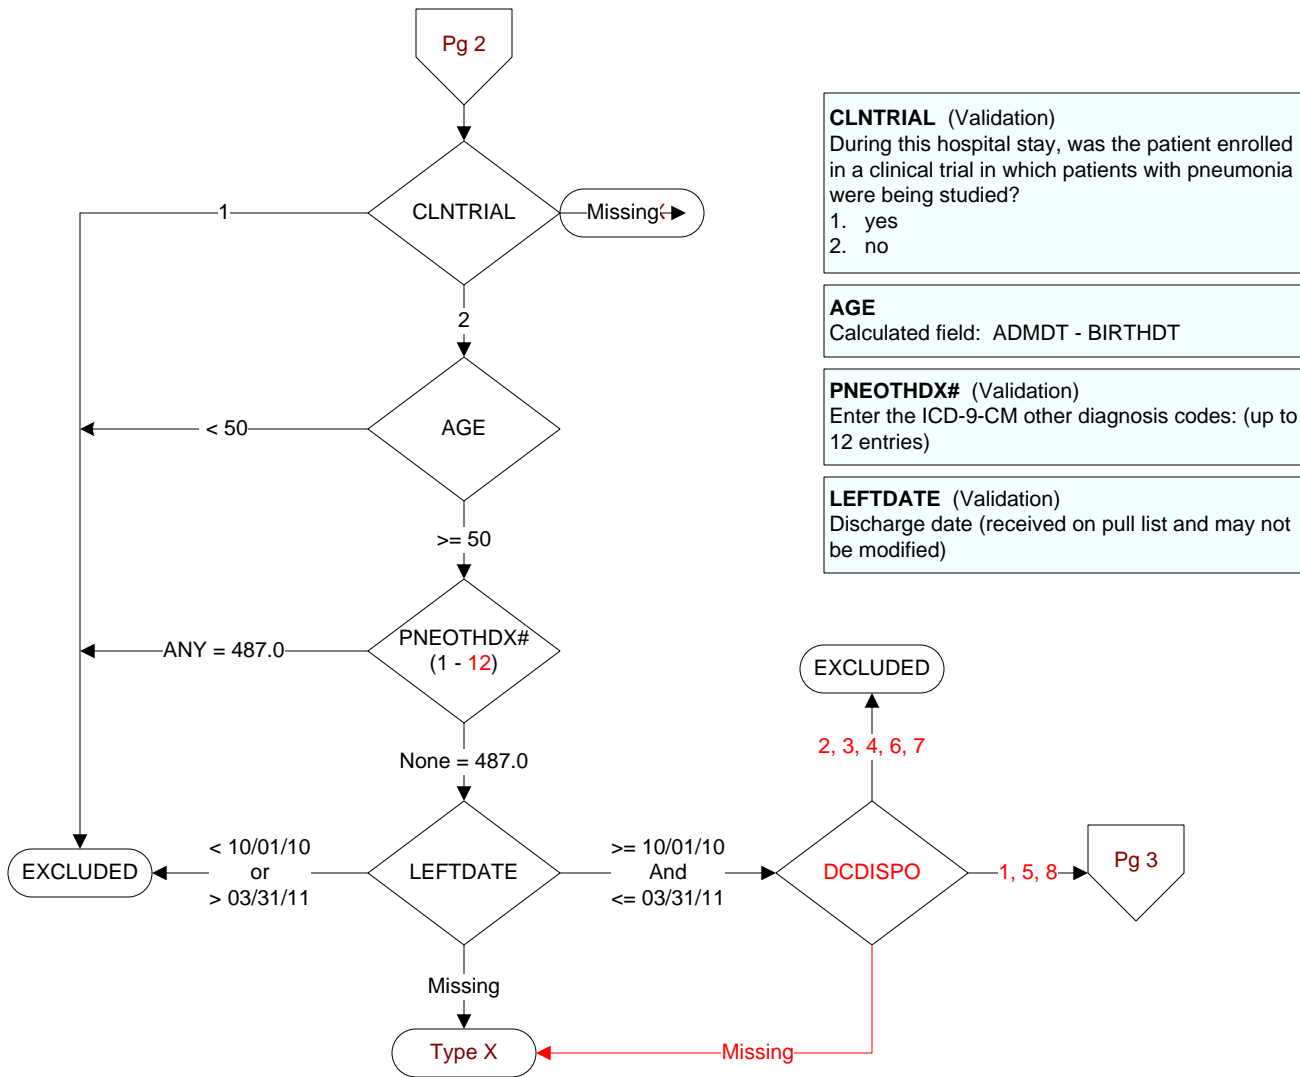 Pg 2
CLNTRIAL
1
Missing
2
AGE
< 50
>= 50
PNEOTHDX#
(1 - 12)
ANY = 487.0
None = 487.0
LEFTDATE
< 10/01/10
or
> 03/31/11
EXCLUDED
>= 10/01/10
And
<= 03/31/11
DCDISPO
2, 3, 4, 6, 7
EXCLUDED
1, 5, 8
Pg 3
Missing
Type X
Missing
CLNTRIAL (Validation)
During this hospital stay, was the patient enrolled
in a clinical trial in which patients with pneumonia
were being studied?
1. yes
2. no
AGE
Calculated field: ADMDT - BIRTHDT
PNEOTHDX# (Validation)
Enter the ICD-9-CM other diagnosis codes: (up to
12 entries)
LEFTDATE (Validation)
Discharge date (received on pull list and may not
be modified)